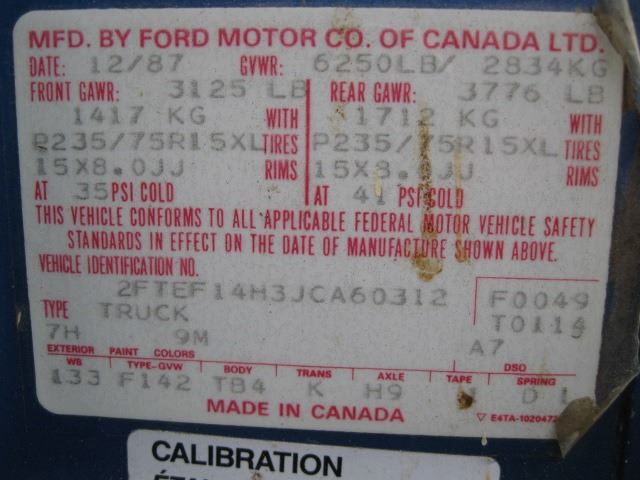 MFD. BY FORD MOTOR CO. OF CANADA LTD.
DATE: 12/87 GVWR: 6250LB/ 2834KG
FRONT GAWR: 3125 LB REAR GAWR: 3776 LB
1417 KG WITH 1712 KG WITH
P235/75R15XL TIRES P235/75R15XL TIRES
15X8.0JJ RIMS 15X8.0JJ RIMS
AT 35 PSI COLD AT 41 PSI COLD
THIS VEHICLE CONFORMS TO ALL APPLICABLE FEDERAL MOTOR VEHICLE SAFETY
STANDARDS IN EFFECT ON THE DATE OF MANUFACTURE SHOWN ABOVE.
VEHICLE IDENTIFICATION NO.
2FTEF14H3JCA60312 F0049
TYPE TRUCK T0114
7H 9M A7
EXTERIOR PAINT COLORS DSO
WB TYPE-GVW BODY TRANS AXLE TAPE SPRING
133 F142 TB4 K H9 D 1
MADE IN CANADA ▽ E4TA-1020472
CALIBRATION